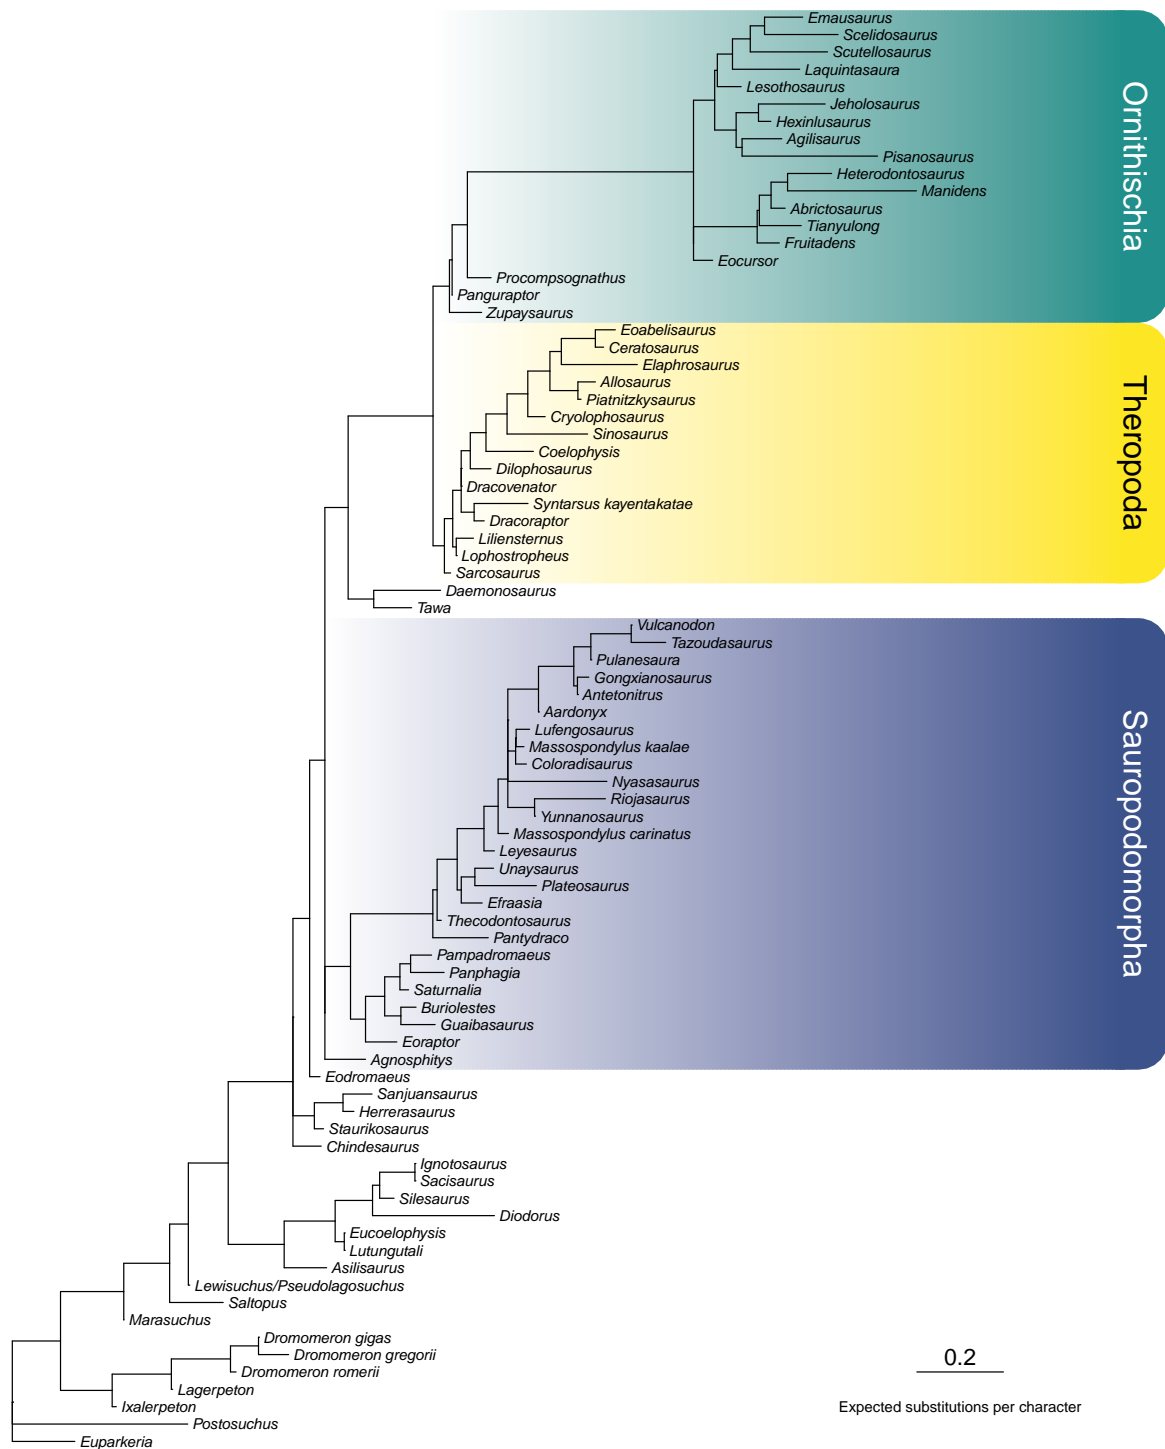 Emausaurus
Scelidosaurus
Scutellosaurus
Laquintasaura
Lesothosaurus
Jeholosaurus
Hexinlusaurus
Agilisaurus
Pisanosaurus
Heterodontosaurus
Manidens
Abrictosaurus
Tianyulong
Fruitadens
Eocursor
Procompsognathus
Panguraptor
Zupaysaurus
Ornithischia
Eoabelisaurus
Ceratosaurus
Elaphrosaurus
Allosaurus
Piatnitzkysaurus
Cryolophosaurus
Sinosaurus
Coelophysis
Dilophosaurus
Dracovenator
Syntarsus kayentakatae
Dracoraptor
Liliensternus
Lophostropheus
Sarcosaurus
Theropoda
Daemonosaurus
Tawa
Vulcanodon
Tazoudasaurus
Pulanesaura
Gongxianosaurus
Antetonitrus
Aardonyx
Lufengosaurus
Massospondylus kaalae
Coloradisaurus
Nyasasaurus
Riojasaurus
Yunnanosaurus
Massospondylus carinatus
Leyesaurus
Unaysaurus
Plateosaurus
Efraasia
Thecodontosaurus
Pantydraco
Pampadromaeus
Panphagia
Saturnalia
Buriolestes
Guaibasaurus
Eoraptor
Agnosphitys
Sauropodomorpha
Eodromaeus
Sanjuansaurus
Herrerasaurus
Staurikosaurus
Chindesaurus
Ignotosaurus
Sacisaurus
Silesaurus
Diodorus
Eucoelophysis
Lutungutali
Asilisaurus
Lewisuchus/Pseudolagosuchus
Saltopus
Marasuchus
Dromomeron gigas
Dromomeron gregorii
Dromomeron romerii
Lagerpeton
Ixalerpeton
Postosuchus
Euparkeria
0.2
Expected substitutions per character